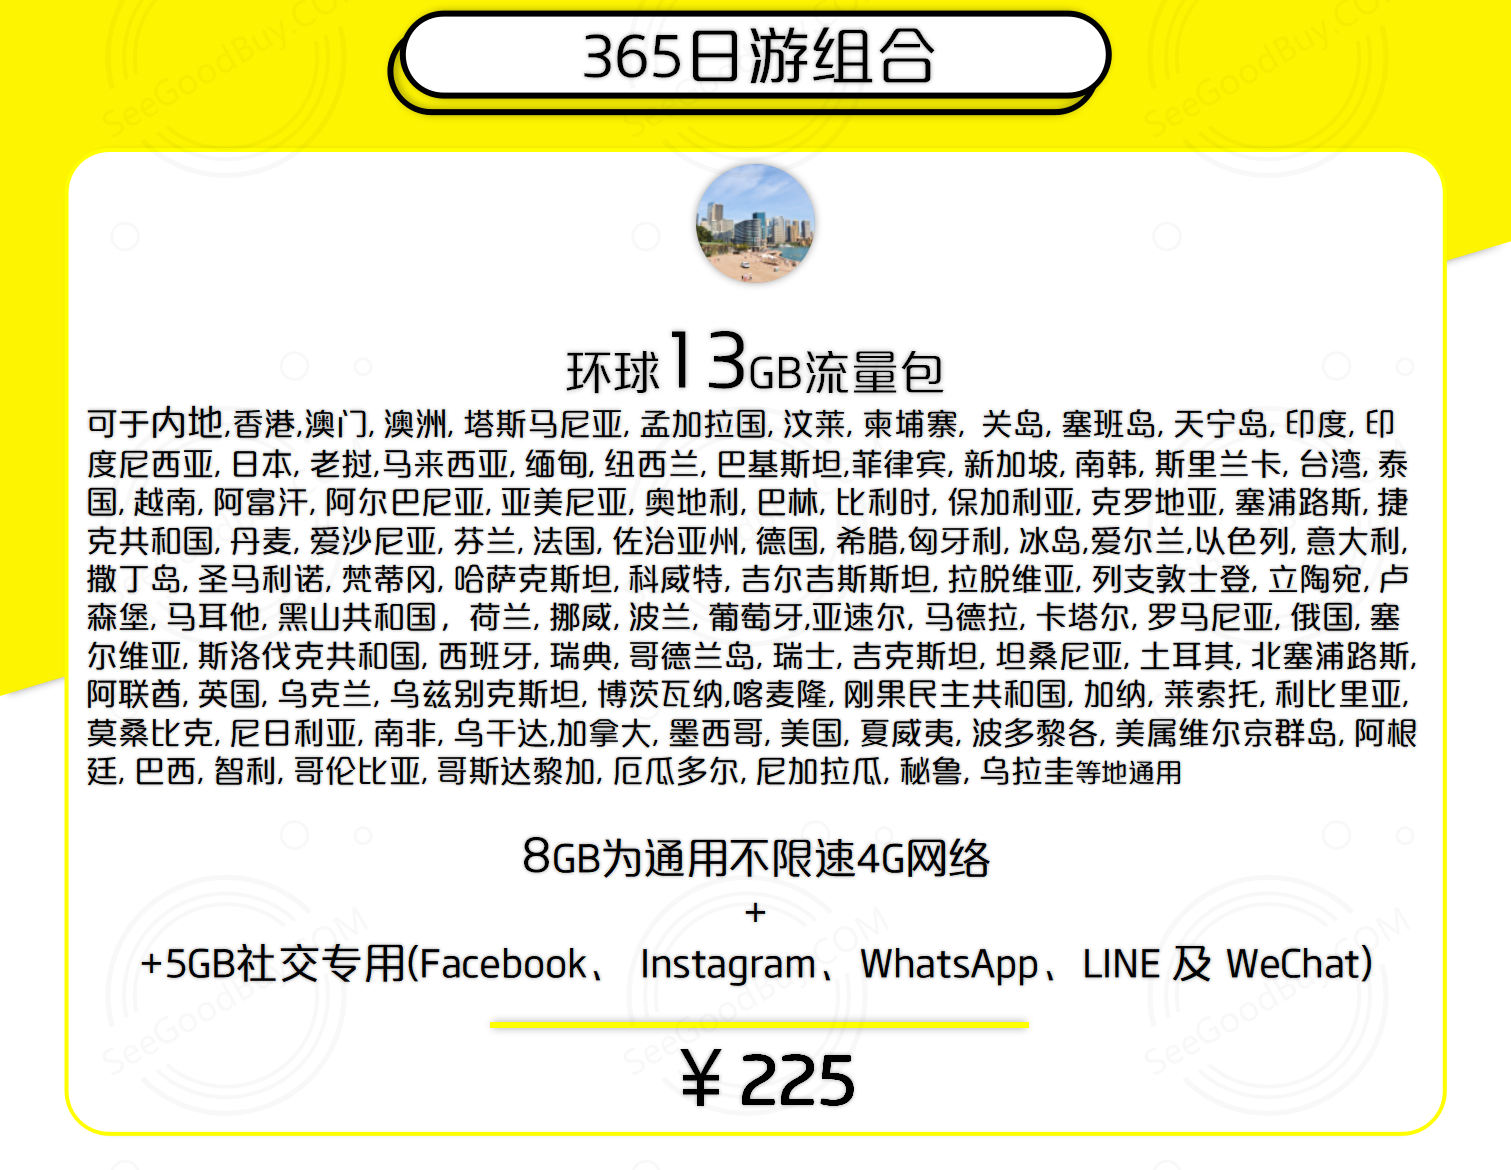 365日游组合
环球13GB流量包
可于内地,香港,澳门, 澳洲, 塔斯马尼亚, 孟加拉国, 汶莱, 柬埔寨, 关岛, 塞班岛, 天宁岛, 印度, 印
度尼西亚, 日本, 老挝,马来西亚, 缅甸, 纽西兰, 巴基斯坦,菲律宾, 新加坡, 南韩, 斯里兰卡, 台湾, 泰
国, 越南, 阿富汗, 阿尔巴尼亚, 亚美尼亚, 奥地利, 巴林, 比利时, 保加利亚, 克罗地亚, 塞浦路斯, 捷
克共和国, 丹麦, 爱沙尼亚, 芬兰, 法国, 佐治亚州, 德国, 希腊,匈牙利, 冰岛,爱尔兰,以色列, 意大利,
撒丁岛, 圣马利诺, 梵蒂冈, 哈萨克斯坦, 科威特, 吉尔吉斯斯坦, 拉脱维亚, 列支敦士登, 立陶宛, 卢
森堡, 马耳他, 黑山共和国, 荷兰, 挪威, 波兰, 葡萄牙,亚速尔, 马德拉, 卡塔尔, 罗马尼亚, 俄国, 塞
尔维亚, 斯洛伐克共和国, 西班牙, 瑞典, 哥德兰岛, 瑞士, 吉克斯坦, 坦桑尼亚, 土耳其, 北塞浦路斯,
阿联酋, 英国, 乌克兰, 乌兹别克斯坦, 博茨瓦纳,喀麦隆, 刚果民主共和国, 加纳, 莱索托, 利比里亚,
莫桑比克, 尼日利亚, 南非, 乌干达,加拿大, 墨西哥, 美国, 夏威夷, 波多黎各, 美属维尔京群岛, 阿根
廷, 巴西, 智利, 哥伦比亚, 哥斯达黎加, 厄瓜多尔, 尼加拉瓜, 秘鲁, 乌拉圭等地通用
8GB为通用不限速4G网络
+
+5GB社交专用(Facebook、 Instagram、WhatsApp、LINE 及 WeChat)
¥ 225
SeeGoodBuy.COM
SeeGoodBuy.COM
SeeGoodBuy.COM
SeeGoodBuy.COM
SeeGoodBuy.COM